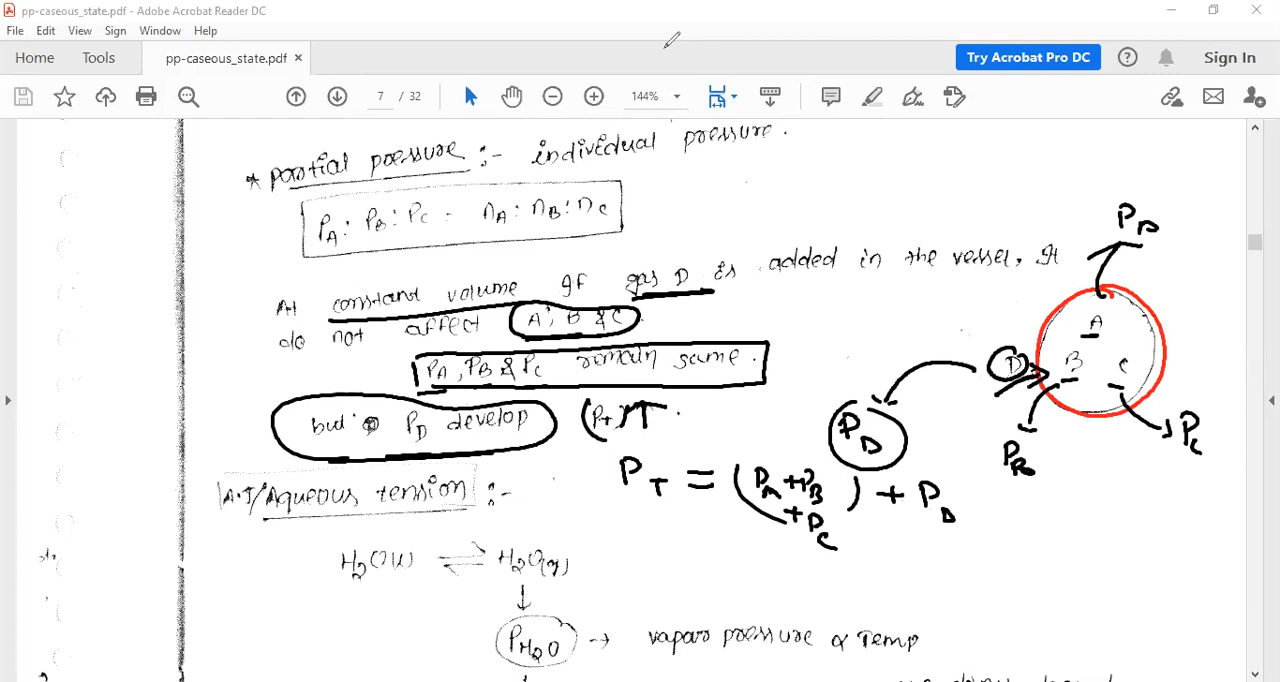 pp-caseous_state.pdf - Adobe Acrobat Reader DC
File Edit View Sign Window Help
Home Tools pp-caseous_state.pdf × Try Acrobat Pro DC Sign In
7 / 32 144%
* Partial pressure :- individual pressure.
PA : PB : PC = nA : nB : nC
At constant volume If gas D is added in the vessel, It
do not affect A, B & C
PA, PB & PC remain same.
but PD develop (PT)↑.
PT = (PA + PB + PC) + PD
PD
D
A
B C
PB
PC
A.T/Aqueous tension :-
H2O(l) ⇌ H2O(g)
↓
PH2O → vapour pressure α Temp